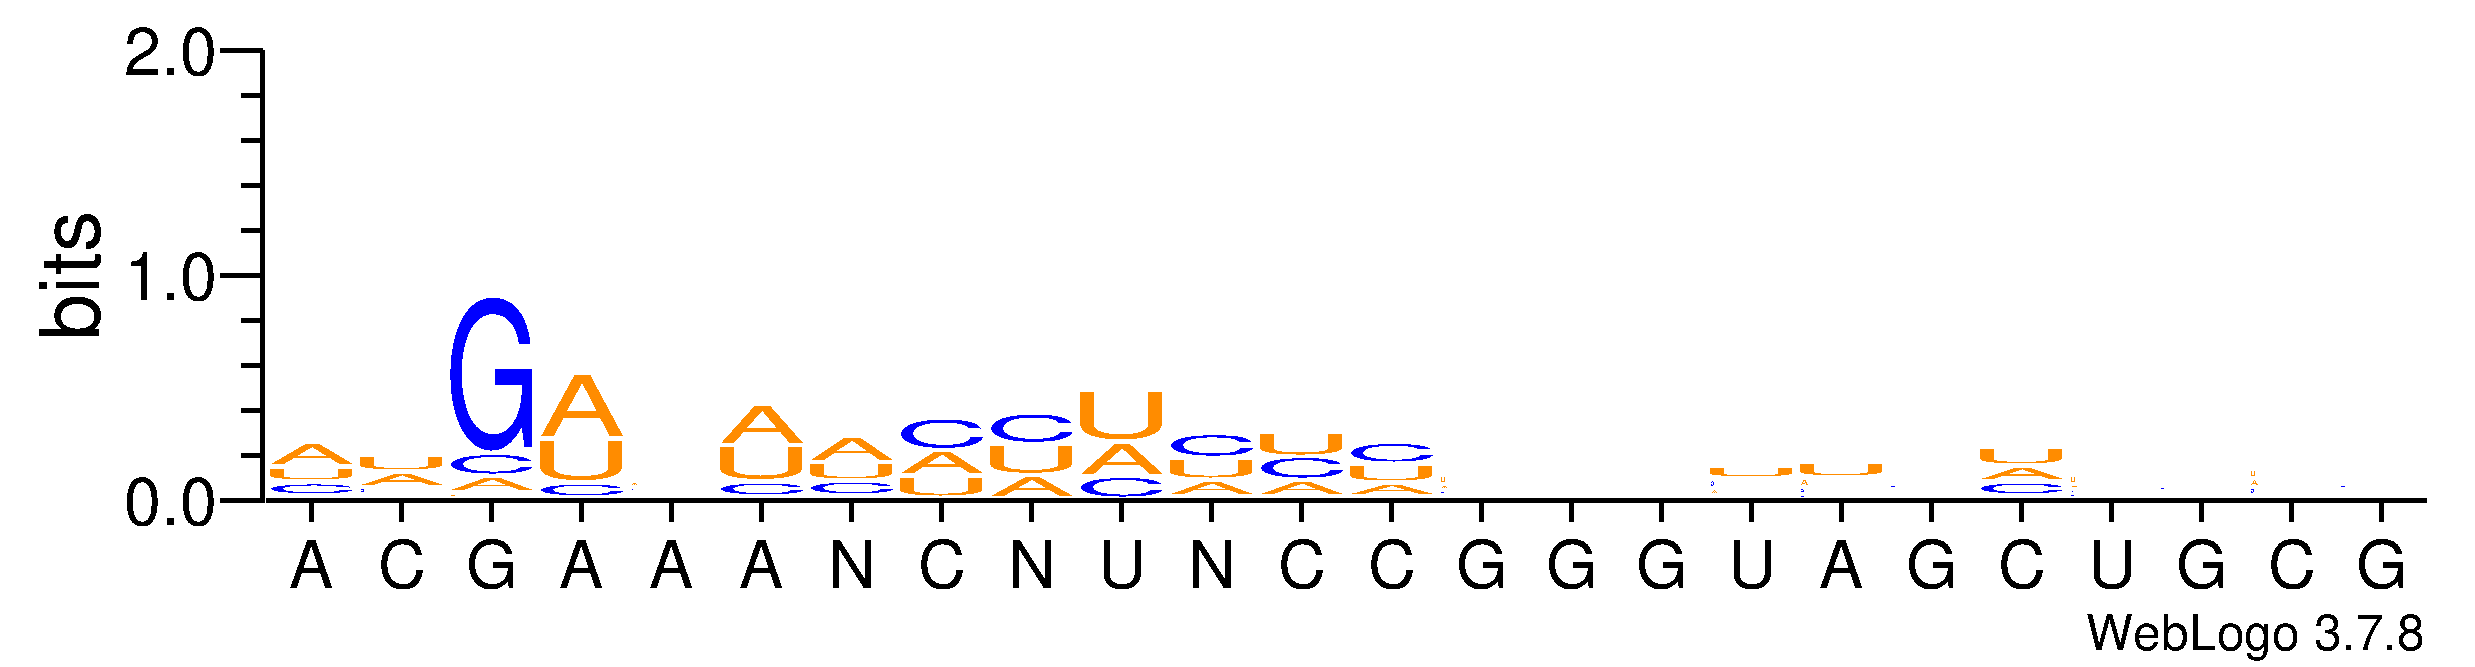 2.0
1.0
0.0
bits
A C G A A A N C N U N C C G G G U A G C U G C G
WebLogo 3.7.8